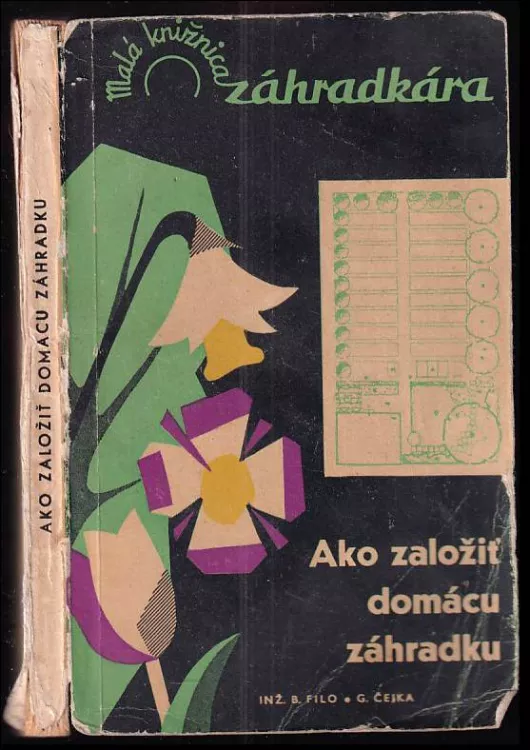 Malá knižnica
záhradkára
AKO ZALOŽIŤ DOMÁCU ZÁHRADKU
Ako založiť
domácu
záhradku
INŽ. B. FILO • G. ČEJKA